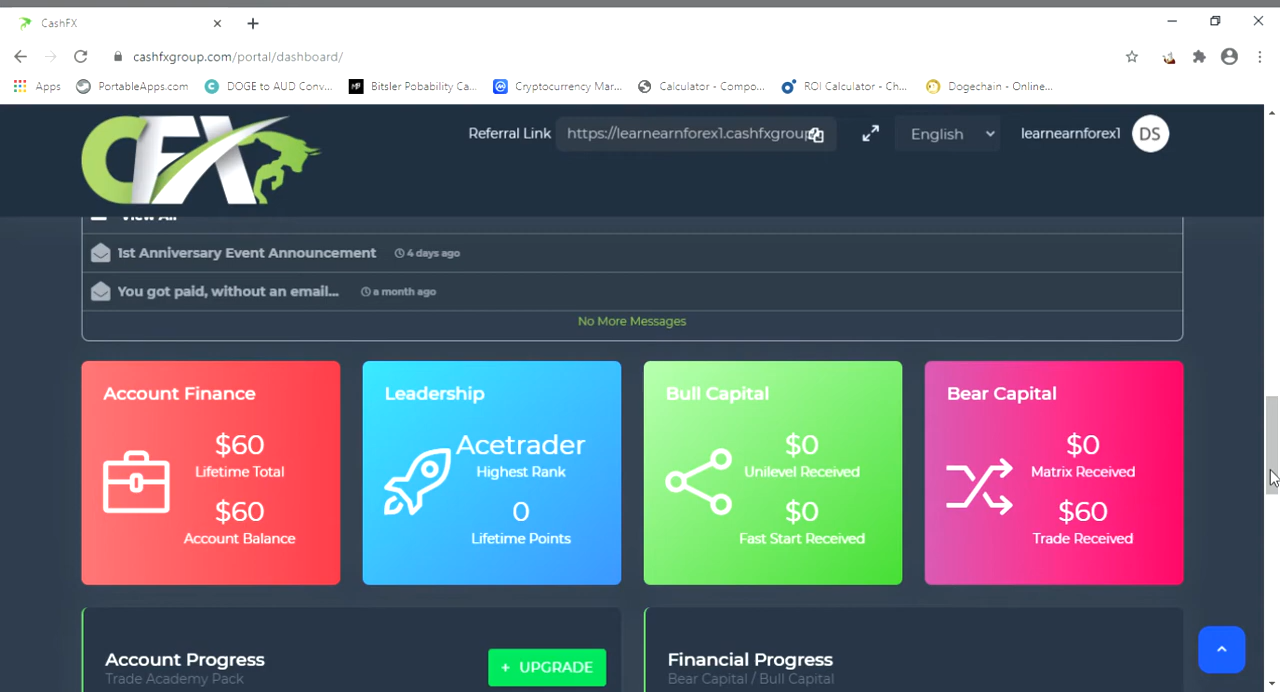 CashFX
cashfxgroup.com/portal/dashboard/
Apps PortableApps.com DOGE to AUD Conv... Bitsler Pobability Ca... Cryptocurrency Mar... Calculator - Compo... ROI Calculator - Ch... Dogechain - Online...
CFX
Referral Link https://learnearnforex1.cashfxgroup English learnearnforex1 DS
View All
1st Anniversary Event Announcement 4 days ago
You got paid, without an email... a month ago
No More Messages
Account Finance
$60
Lifetime Total
$60
Account Balance
Leadership
Acetrader
Highest Rank
0
Lifetime Points
Bull Capital
$0
Unilevel Received
$0
Fast Start Received
Bear Capital
$0
Matrix Received
$60
Trade Received
Account Progress
Trade Academy Pack
+ UPGRADE
Financial Progress
Bear Capital / Bull Capital